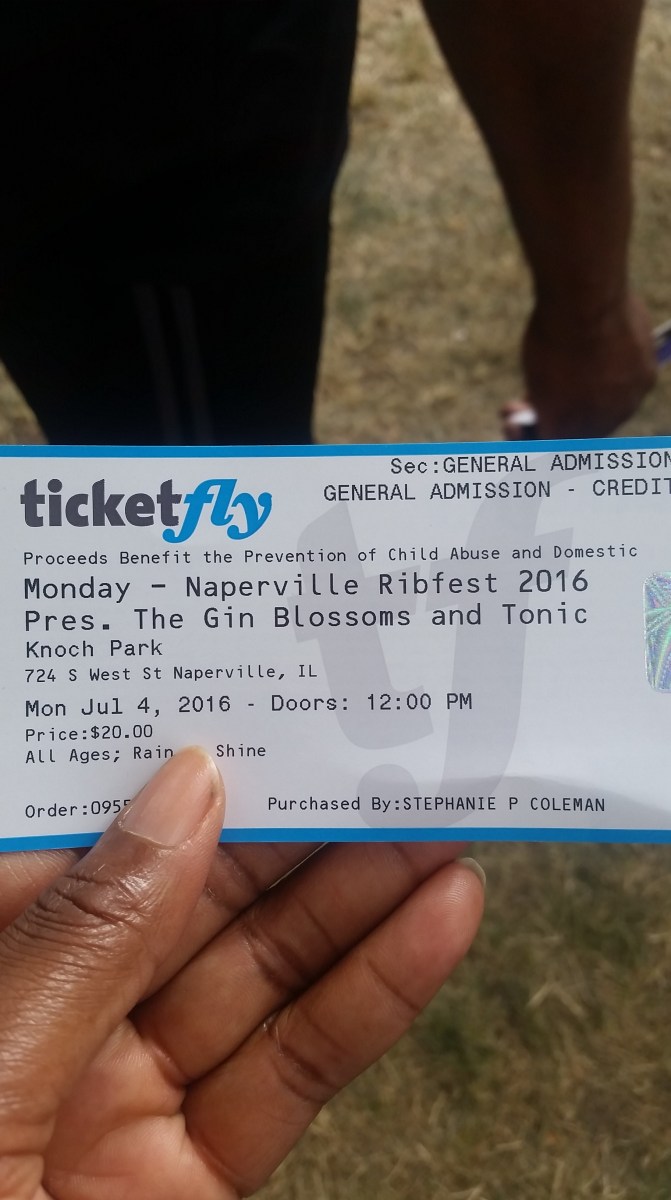 Sec:GENERAL ADMISSION
ticketfly
GENERAL ADMISSION - CREDIT
Proceeds Benefit the Prevention of Child Abuse and Domestic
Monday - Naperville Ribfest 2016
Pres. The Gin Blossoms and Tonic
Knoch Park
724 S West St Naperville, IL
Mon Jul 4, 2016 - Doors: 12:00 PM
Price:$20.00
All Ages; Rain Shine
Order:0955
Purchased By:STEPHANIE P COLEMAN